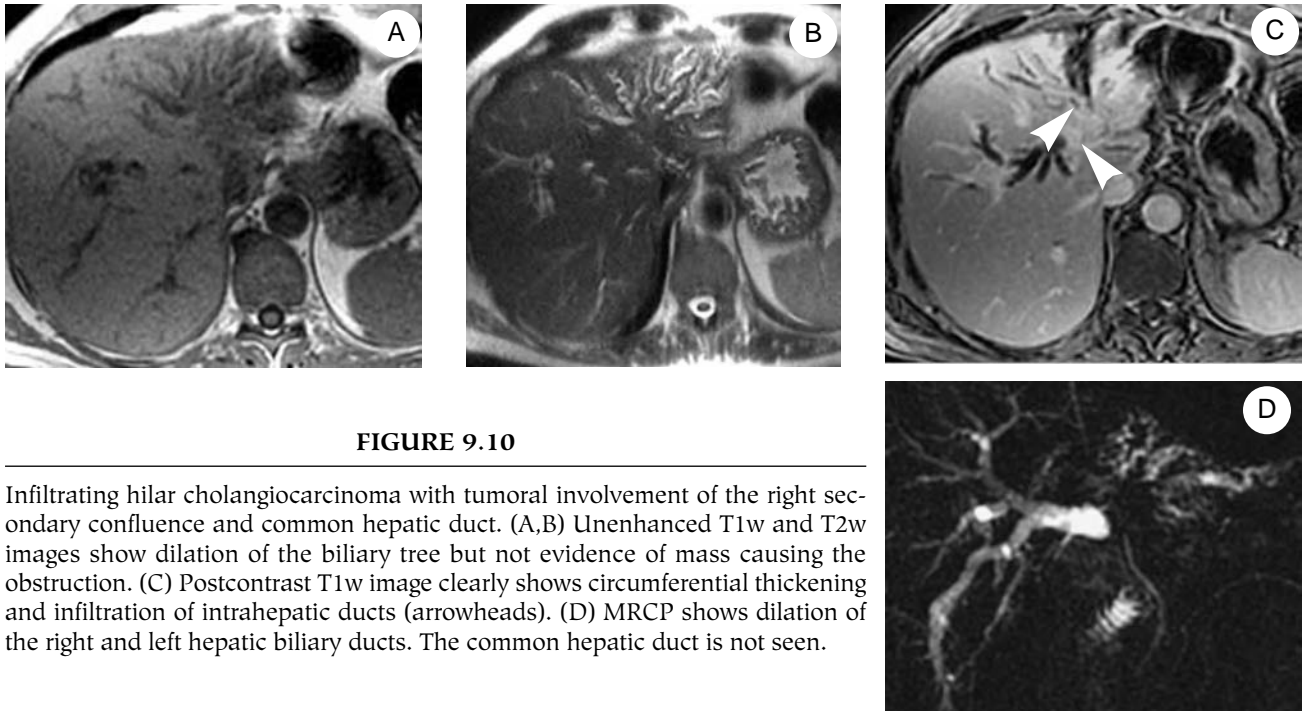 A
B
C
D
FIGURE 9.10
Infiltrating hilar cholangiocarcinoma with tumoral involvement of the right sec-
ondary confluence and common hepatic duct. (A,B) Unenhanced T1w and T2w
images show dilation of the biliary tree but not evidence of mass causing the
obstruction. (C) Postcontrast T1w image clearly shows circumferential thickening
and infiltration of intrahepatic ducts (arrowheads). (D) MRCP shows dilation of
the right and left hepatic biliary ducts. The common hepatic duct is not seen.